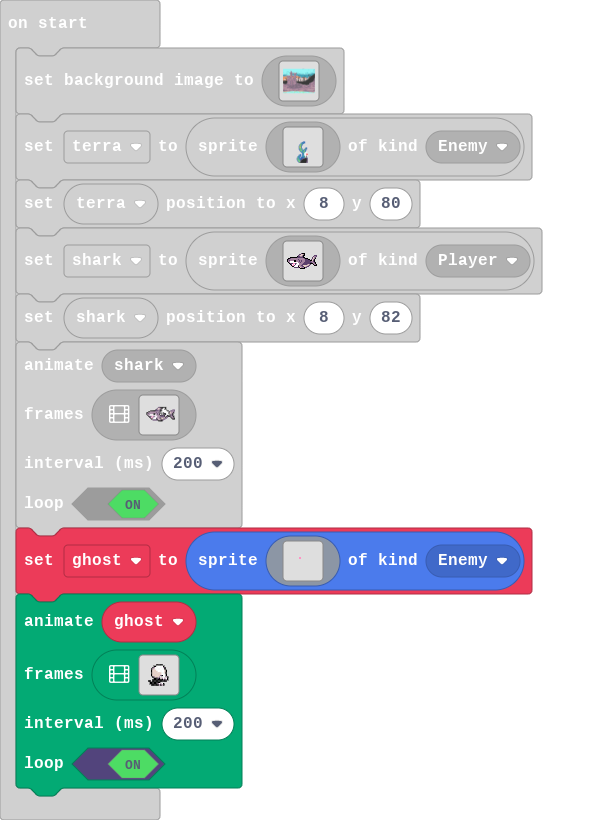 on start
set background image to
set terra to sprite of kind Enemy
set terra position to x 8 y 80
set shark to sprite of kind Player
set shark position to x 8 y 82
animate shark
frames
interval (ms) 200
loop ON
set ghost to sprite of kind Enemy
animate ghost
frames
interval (ms) 200
loop ON